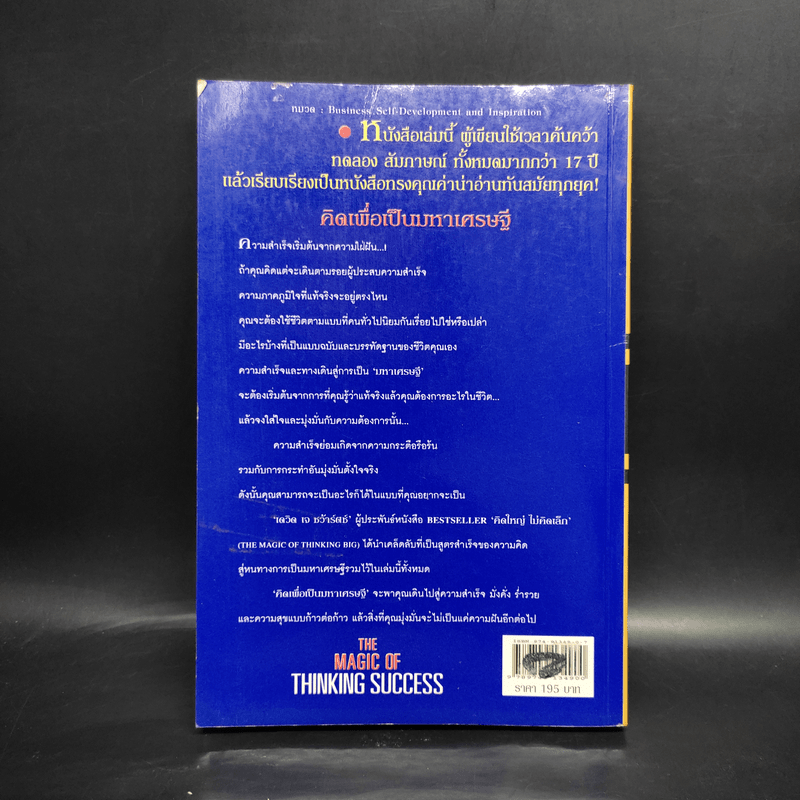 หมวด : Business Self-Development and Inspiration
หนังสือเล่มนี้ ผู้เขียนใช้เวลาค้นคว้า
ทดลอง สัมภาษณ์ ทั้งหมดมากกว่า 17 ปี
แล้วเรียบเรียงเป็นหนังสือทรงคุณค่าน่าอ่านทันสมัยทุกยุค!
คิดเพื่อเป็นมหาเศรษฐี
ความสำเร็จเริ่มต้นจากความใฝ่ฝัน...!
ถ้าคุณคิดแต่จะเดินตามรอยผู้ประสบความสำเร็จ
ความภาคภูมิใจที่แท้จริงจะอยู่ตรงไหน
คุณจะต้องใช้ชีวิตตามแบบที่คนทั่วไปนิยมกันเรื่อยไปใช่หรือเปล่า
มีอะไรบ้างที่เป็นแบบฉบับและบรรทัดฐานของชีวิตคุณเอง
ความสำเร็จและทางเดินสู่การเป็น 'มหาเศรษฐี'
จะต้องเริ่มต้นจากการที่คุณรู้ว่าแท้จริงแล้วคุณต้องการอะไรในชีวิต...
แล้วจงใส่ใจและมุ่งมั่นกับความต้องการนั้น...
ความสำเร็จย่อมเกิดจากความกระตือรือร้น
รวมกับการกระทำอันมุ่งมั่นตั้งใจจริง
ดังนั้นคุณสามารถจะเป็นอะไรก็ได้ในแบบที่คุณอยากจะเป็น
'เดวิด เจ ชวาร์ตซ์' ผู้ประพันธ์หนังสือ BESTSELLER 'คิดใหญ่ ไม่คิดเล็ก'
(THE MAGIC OF THINKING BIG) ได้นำเคล็ดลับที่เป็นสูตรสำเร็จของความคิด
สู่หนทางการเป็นมหาเศรษฐีรวมไว้ในเล่มนี้ทั้งหมด
'คิดเพื่อเป็นมหาเศรษฐี' จะพาคุณเดินไปสู่ความสำเร็จ มั่งคั่ง ร่ำรวย
และความสุขแบบก้าวต่อก้าว แล้วสิ่งที่คุณมุ่งมั่นจะไม่เป็นแค่ความฝันอีกต่อไป
THE
MAGIC OF
THINKING SUCCESS
ราคา 195 บาท